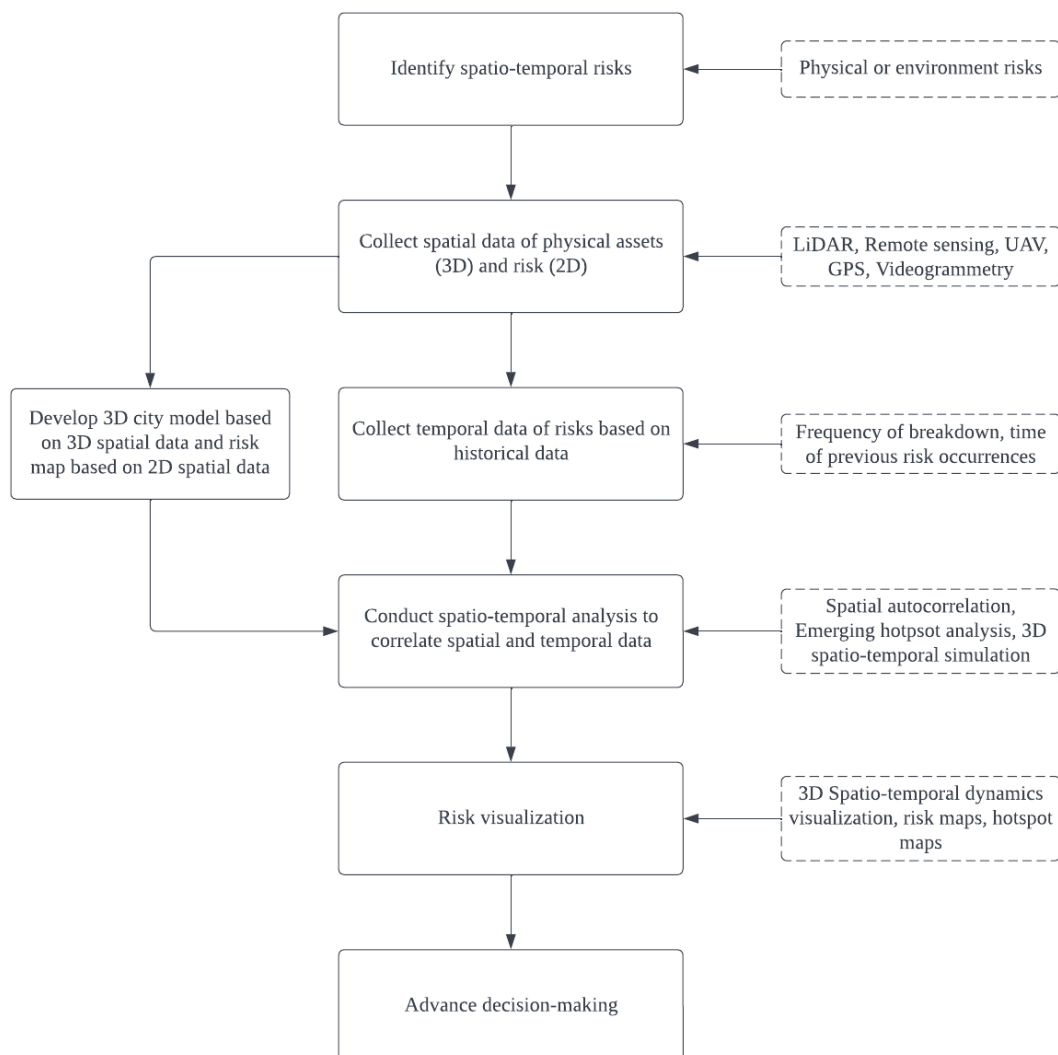 Identify spatio-temporal risks
Physical or environment risks
Collect spatial data of physical assets
(3D) and risk (2D)
LiDAR, Remote sensing, UAV,
GPS, Videogrammetry
Develop 3D city model based
on 3D spatial data and risk
map based on 2D spatial data
Collect temporal data of risks based on
historical data
Frequency of breakdown, time
of previous risk occurrences
Conduct spatio-temporal analysis to
correlate spatial and temporal data
Spatial autocorrelation,
Emerging hotpsot analysis, 3D
spatio-temporal simulation
Risk visualization
3D Spatio-temporal dynamics
visualization, risk maps, hotspot
maps
Advance decision-making